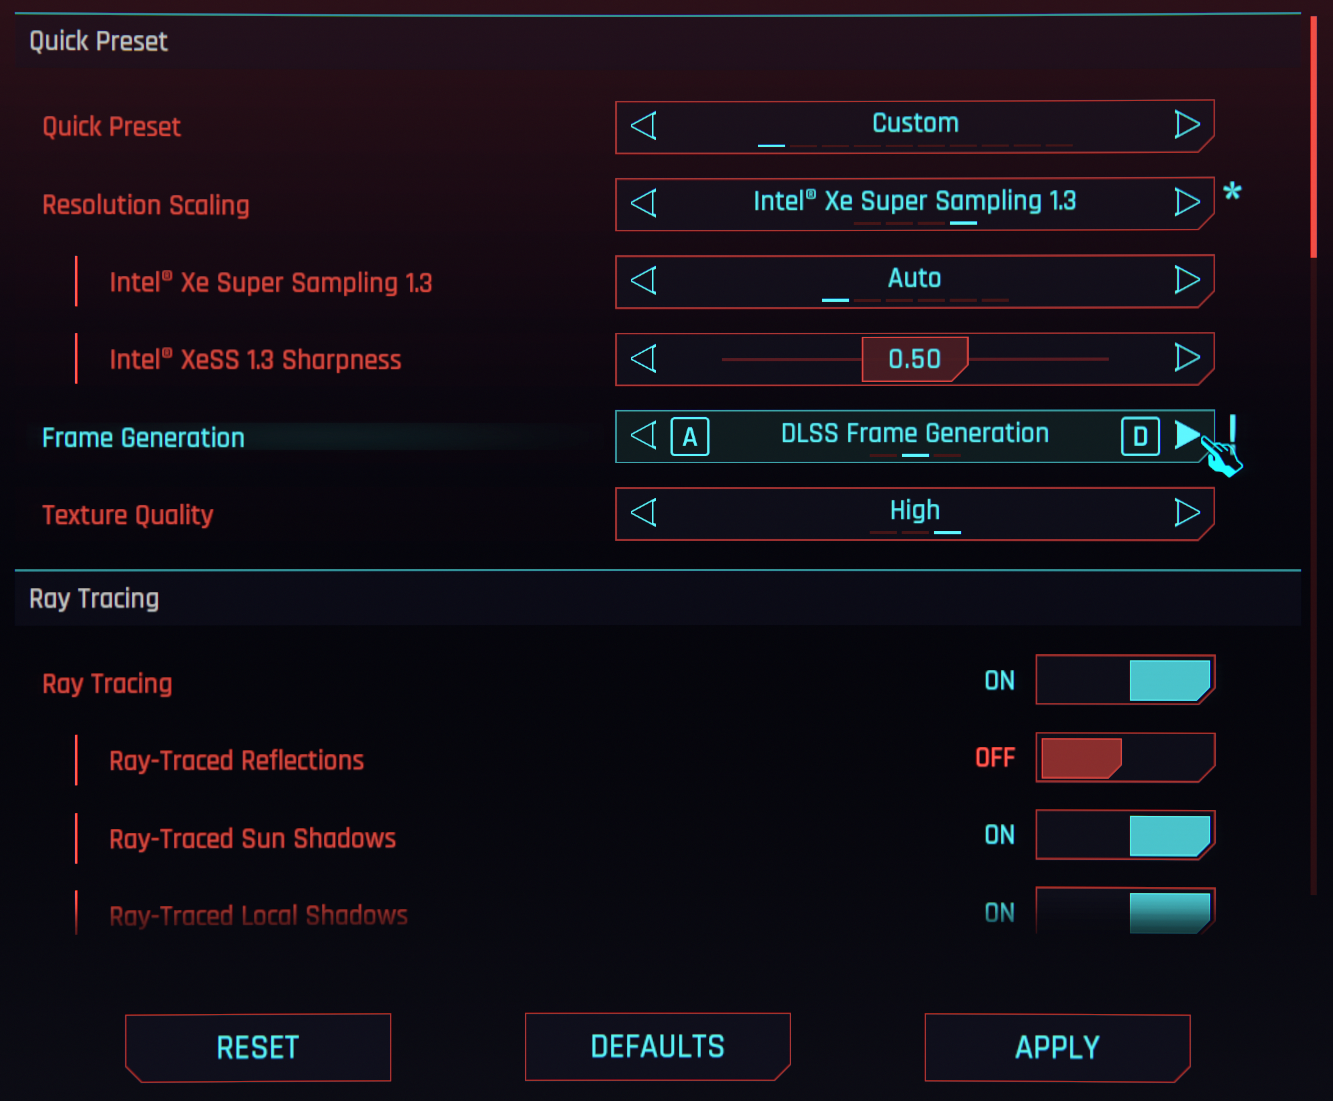 Quick Preset
Quick Preset
Custom
Resolution Scaling
Intel® Xe Super Sampling 1.3 *
Intel® Xe Super Sampling 1.3
Auto
Intel® XeSS 1.3 Sharpness
0.50
Frame Generation
A DLSS Frame Generation D !
Texture Quality
High
Ray Tracing
Ray Tracing
ON
Ray-Traced Reflections
OFF
Ray-Traced Sun Shadows
ON
Ray-Traced Local Shadows
ON
RESET
DEFAULTS
APPLY